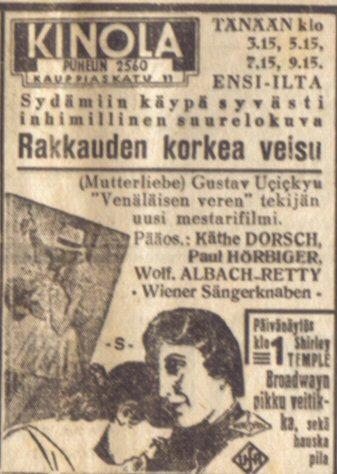 KINOLA
PUHELIN 2560
KAUPPIASKATU 11
TÄNÄÄN klo
3.15, 5.15,
7,15, 9.15.
ENSI-ILTA
Sydämiin käypä syvästi
inhimillinen suurelokuva
Rakkauden korkea veisu
(Mutterliebe) Gustav Uçiçkyn
"Venäläisen veren" tekijän
uusi mestarifilmi.
Pääos.: Käthe DORSCH,
Paul HÖRBIGER,
Wolf. ALBACH-RETTY
- Wiener Sängerknaben -
-S-
Päivänäytös
klo 1 Shirley
TEMPLE
Broadwayn
pikku veitik-
ka, sekä
hauska
pila
UFA